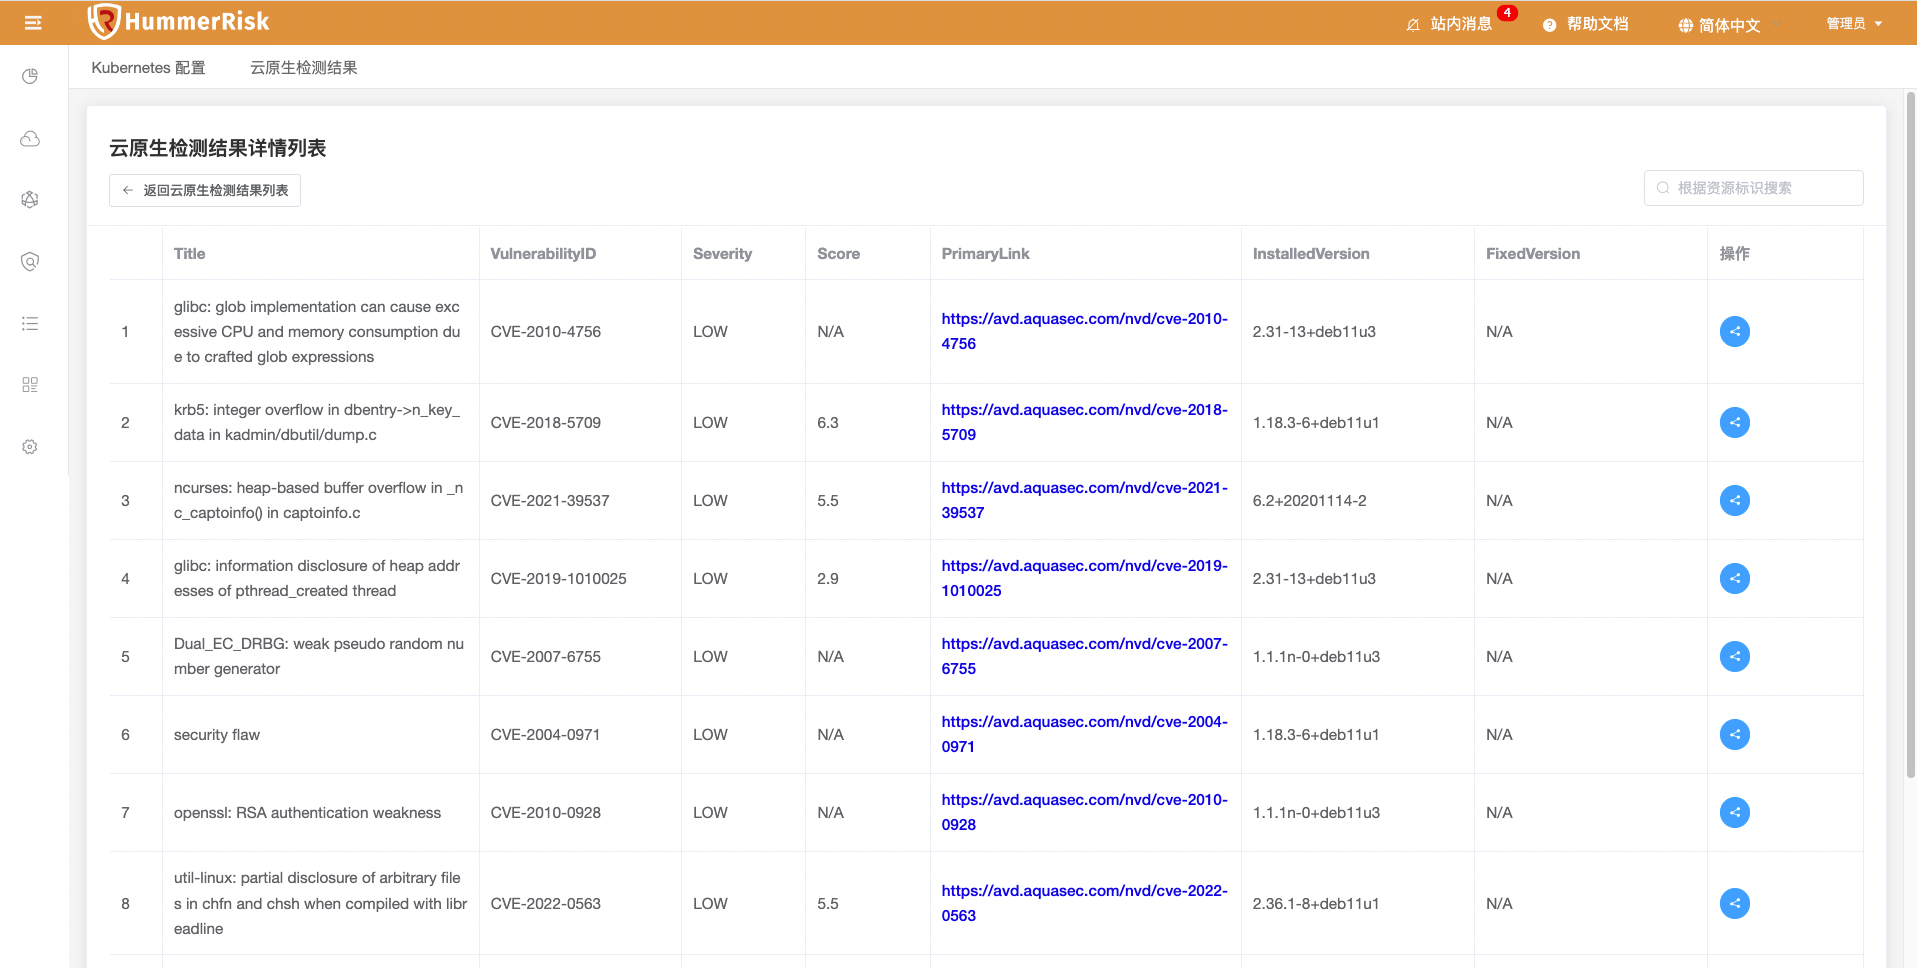 HummerRisk
站内消息 4 帮助文档 简体中文 管理员
Kubernetes 配置 云原生检测结果
云原生检测结果详情列表
返回云原生检测结果列表 根据资源标识搜索
Title VulnerabilityID Severity Score PrimaryLink InstalledVersion FixedVersion 操作
1 glibc: glob implementation can cause exc
essive CPU and memory consumption du
e to crafted glob expressions
CVE-2010-4756 LOW N/A https://avd.aquasec.com/nvd/cve-2010-
4756
2.31-13+deb11u3 N/A
2 krb5: integer overflow in dbentry->n_key_
data in kadmin/dbutil/dump.c
CVE-2018-5709 LOW 6.3 https://avd.aquasec.com/nvd/cve-2018-
5709
1.18.3-6+deb11u1 N/A
3 ncurses: heap-based buffer overflow in _n
c_captoinfo() in captoinfo.c
CVE-2021-39537 LOW 5.5 https://avd.aquasec.com/nvd/cve-2021-
39537
6.2+20201114-2 N/A
4 glibc: information disclosure of heap addr
esses of pthread_created thread
CVE-2019-1010025 LOW 2.9 https://avd.aquasec.com/nvd/cve-2019-
1010025
2.31-13+deb11u3 N/A
5 Dual_EC_DRBG: weak pseudo random nu
mber generator
CVE-2007-6755 LOW N/A https://avd.aquasec.com/nvd/cve-2007-
6755
1.1.1n-0+deb11u3 N/A
6 security flaw
CVE-2004-0971 LOW N/A https://avd.aquasec.com/nvd/cve-2004-
0971
1.18.3-6+deb11u1 N/A
7 openssl: RSA authentication weakness
CVE-2010-0928 LOW N/A https://avd.aquasec.com/nvd/cve-2010-
0928
1.1.1n-0+deb11u3 N/A
8 util-linux: partial disclosure of arbitrary file
s in chfn and chsh when compiled with libr
eadline
CVE-2022-0563 LOW 5.5 https://avd.aquasec.com/nvd/cve-2022-
0563
2.36.1-8+deb11u1 N/A